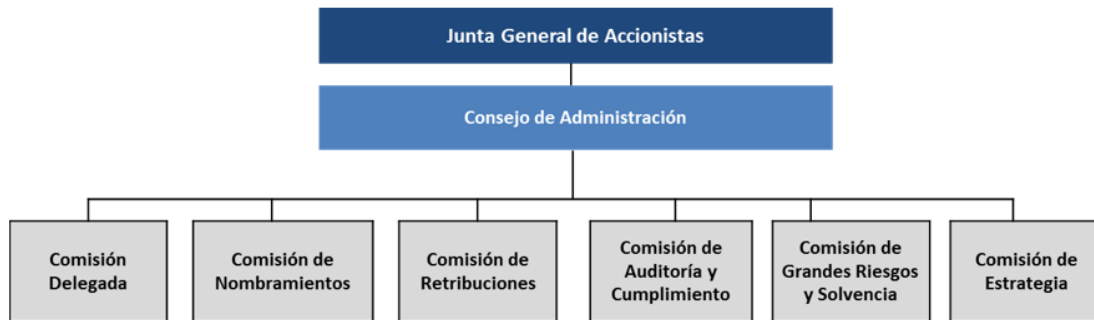 Junta General de Accionistas
Consejo de Administración
Comisión
Delegada
Comisión de
Nombramientos
Comisión de
Retribuciones
Comisión de
Auditoría y
Cumplimiento
Comisión de
Grandes Riesgos
y Solvencia
Comisión de
Estrategia